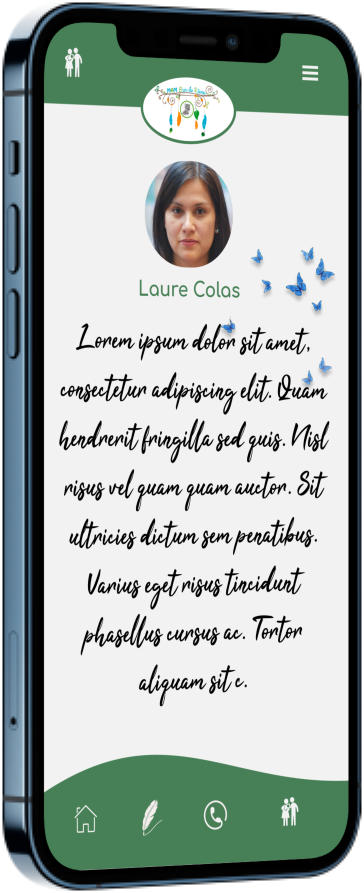 MAM
Laure Colas
Lorem ipsum dolor sit amet,
consectetur adipiscing elit. Quam
hendrerit fringilla sed quis. Nisl
risus vel quam quam auctor. Sit
ultricies dictum sem penatibus.
Varius eget risus tincidunt
phasellus cursus ac. Tortor
aliquam sit c.